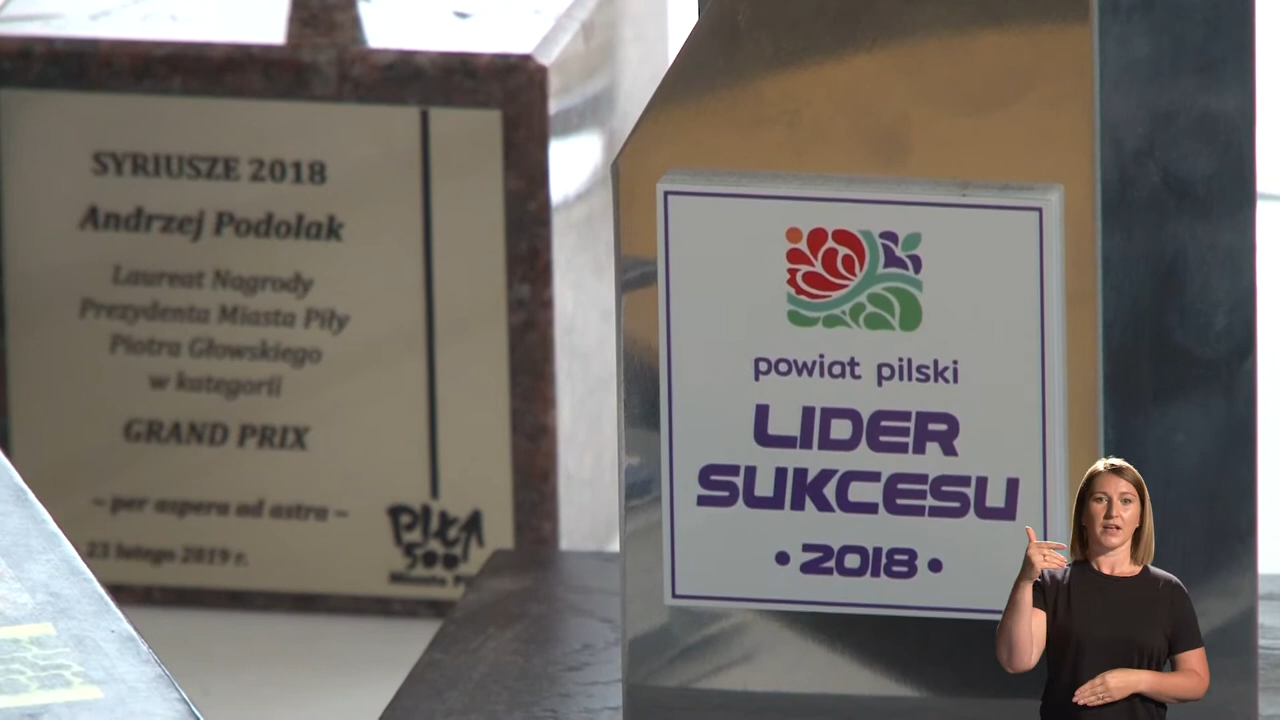 SYRIUSZE 2018
Andrzej Podolak
Laureat Nagrody
Prezydenta Miasta Piły
Piotra Głowskiego
w kategorii
GRAND PRIX
~ per aspera ad astra ~
23 lutego 2019 r.
PIŁA
500
Miasta
powiat pilski
LIDER
SUKCESU
• 2018 •